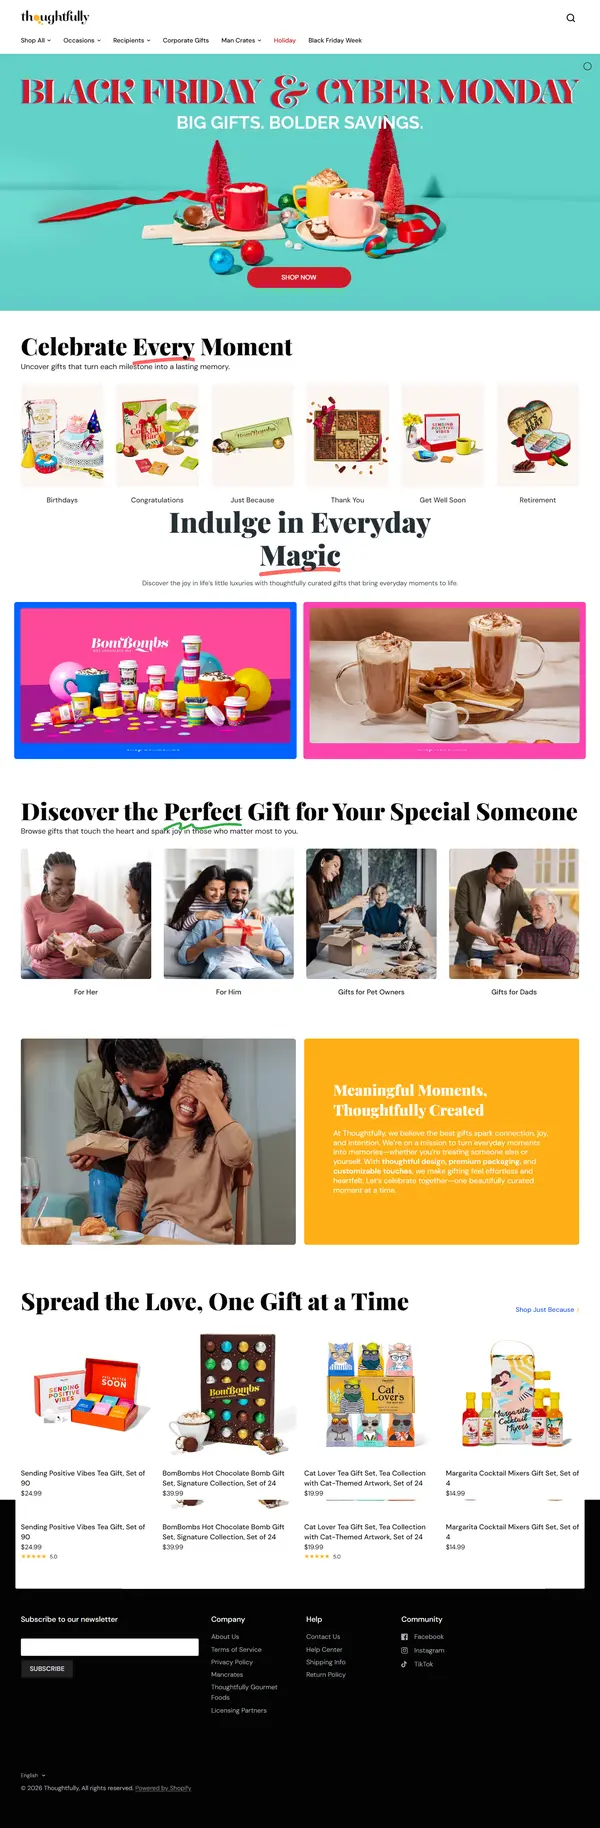 thoughtfully
Shop All
Occasions
Recipients
Corporate Gifts
Man Crates
Holiday
Black Friday Week
BLACK FRIDAY & CYBER MONDAY
BIG GIFTS. BOLDER SAVINGS.
SHOP NOW
Celebrate Every Moment
Uncover gifts that turn each milestone into a lasting memory.
BomBombs
SENDING POSITIVE VIBES
Birthdays
Congratulations
Just Because
Thank You
Get Well Soon
Retirement
Indulge in Everyday
Magic
Discover the joy in life's little luxuries with thoughtfully curated gifts that bring everyday moments to life.
BomBombs
Discover the Perfect Gift for Your Special Someone
Browse gifts that touch the heart and spark joy in those who matter most to you.
For Her
For Him
Gifts for Pet Owners
Gifts for Dads
Meaningful Moments,
Thoughtfully Created
At Thoughtfully, we believe the best gifts spark connection, joy,
and intention. We're on a mission to turn everyday moments
into memories—whether you're treating someone else or
yourself. With thoughtful design, premium packaging, and
customizable touches, we make gifting feel effortless and
heartfelt. Let's celebrate together—one beautifully curated
moment at a time.
Spread the Love, One Gift at a Time
Shop Just Because
SENDING POSITIVE VIBES
FEEL BETTER SOON
BomBombs
Cat Lovers
Margarita Cocktail Mixers
Sending Positive Vibes Tea Gift, Set of
90
$24.99
BomBombs Hot Chocolate Bomb Gift
Set, Signature Collection, Set of 24
$39.99
Cat Lover Tea Gift Set, Tea Collection
with Cat-Themed Artwork, Set of 24
$19.99
Margarita Cocktail Mixers Gift Set, Set of
4
$14.99
Sending Positive Vibes Tea Gift, Set of
90
$24.99
★★★★★ 5.0
BomBombs Hot Chocolate Bomb Gift
Set, Signature Collection, Set of 24
$39.99
Cat Lover Tea Gift Set, Tea Collection
with Cat-Themed Artwork, Set of 24
$19.99
★★★★★ 5.0
Margarita Cocktail Mixers Gift Set, Set of
4
$14.99
Subscribe to our newsletter
SUBSCRIBE
Company
About Us
Terms of Service
Privacy Policy
Mancrates
Thoughtfully Gourmet
Foods
Licensing Partners
Help
Contact Us
Help Center
Shipping Info
Return Policy
Community
Facebook
Instagram
TikTok
English
© 2026 Thoughtfully, All rights reserved. Powered by Shopify